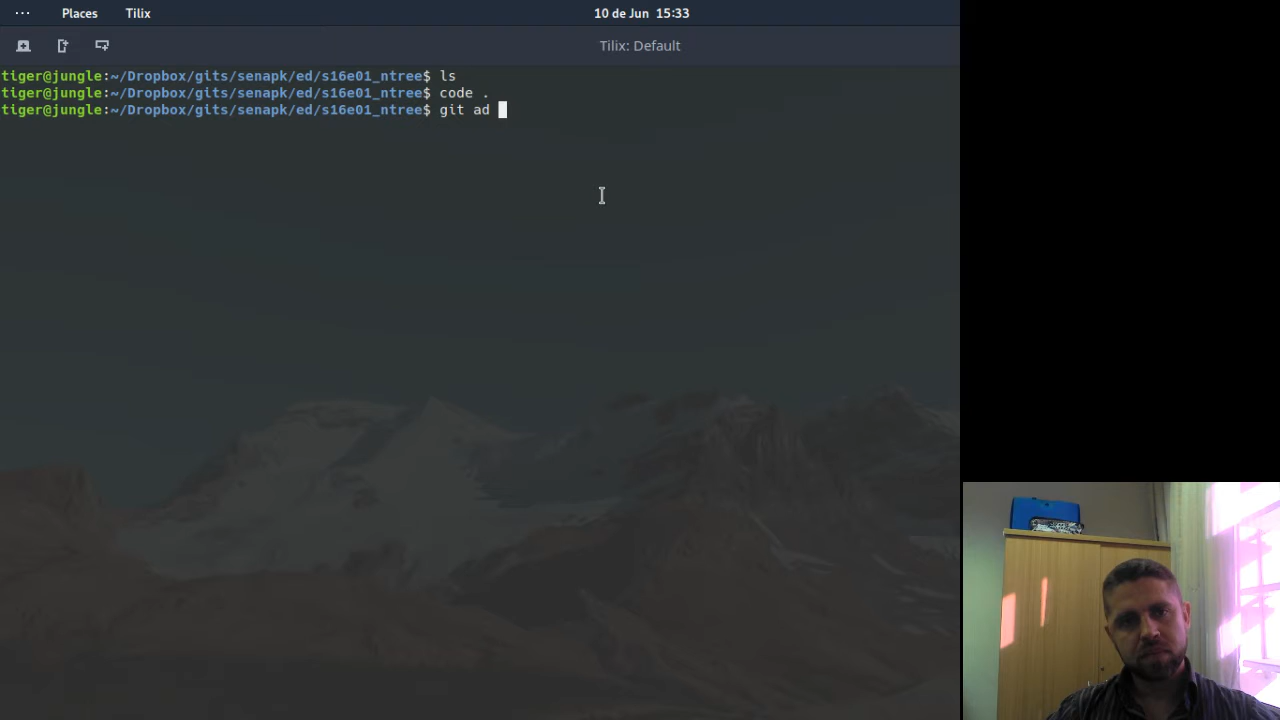 ... Places Tilix 10 de Jun 15:33
Tilix: Default
tiger@jungle:~/Dropbox/gits/senapk/ed/s16e01_ntree$ ls
tiger@jungle:~/Dropbox/gits/senapk/ed/s16e01_ntree$ code .
tiger@jungle:~/Dropbox/gits/senapk/ed/s16e01_ntree$ git ad